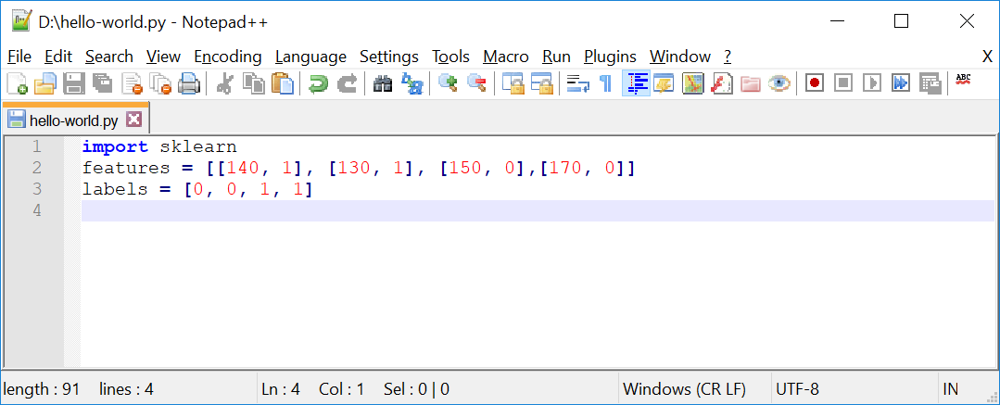 D:\hello-world.py - Notepad++
File Edit Search View Encoding Language Settings Tools Macro Run Plugins Window ? X
ABC
hello-world.py
1 import sklearn
2 features = [[140, 1], [130, 1], [150, 0],[170, 0]]
3 labels = [0, 0, 1, 1]
4
length : 91 lines : 4 Ln : 4 Col : 1 Sel : 0 | 0 Windows (CR LF) UTF-8 IN